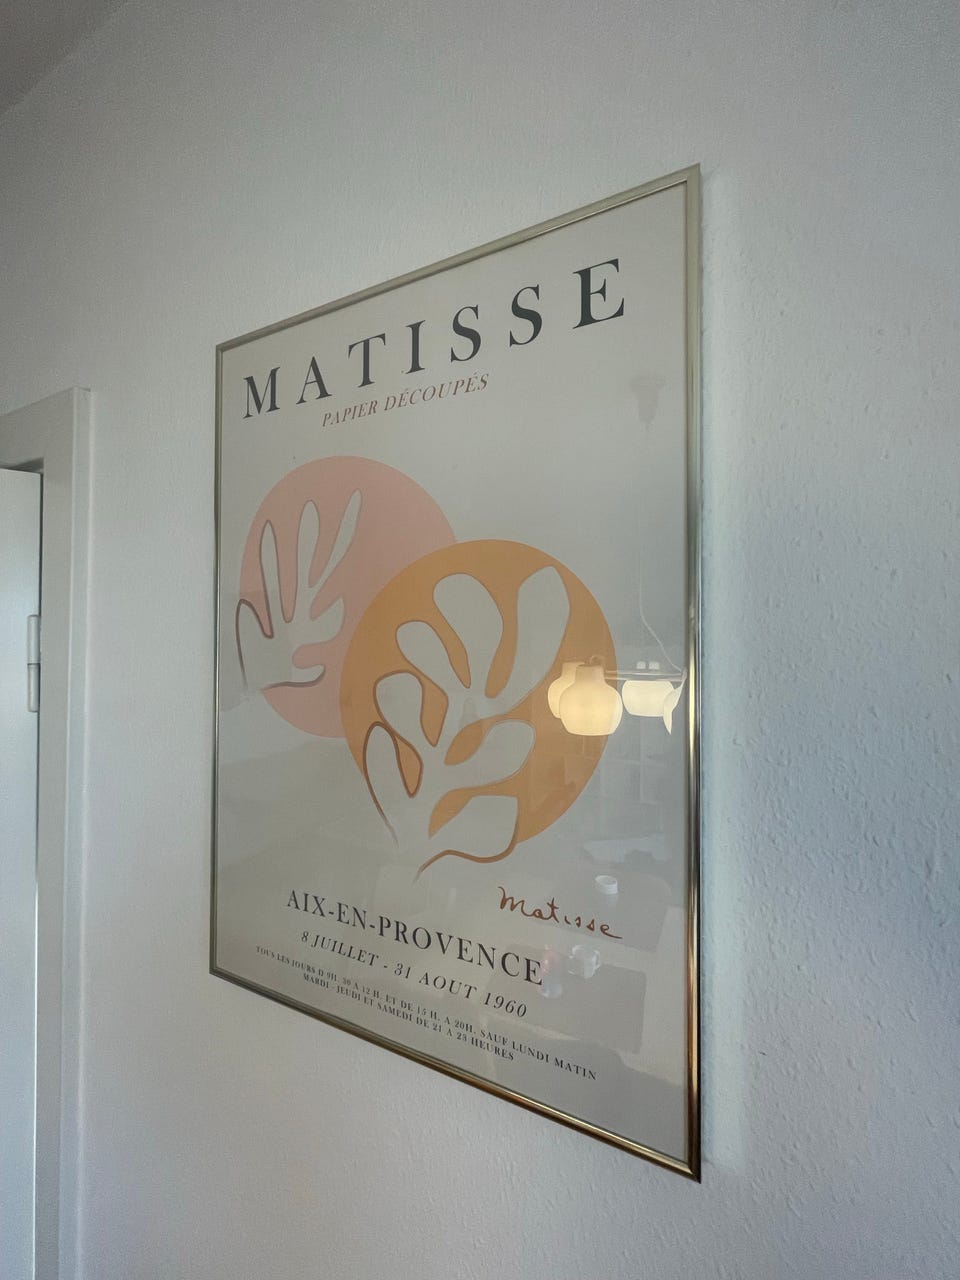 MATISSE
PAPIER DÉCOUPÉS
Matisse
AIX-EN-PROVENCE
8 JUILLET - 31 AOUT 1960
TOUS LES JOURS D 9H. 30 A 12 H. ET DE 15 H. A 20H. SAUF LUNDI MATIN
MARDI - JEUDI ET SAMEDI DE 21 A 23 HEURES